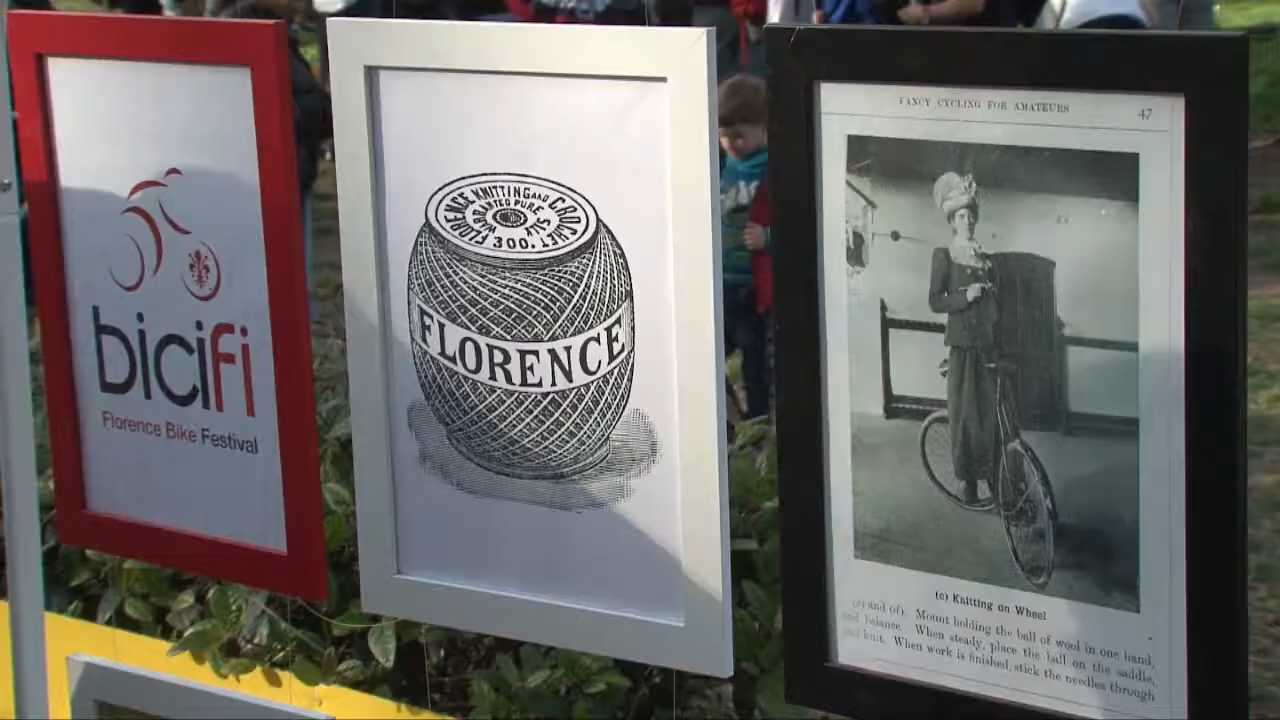 bicifi
Florence Bike Festival
FLORENCE KNITTING AND CROCHET
WARRANTED PURE SILK
300.
FLORENCE
FANCY CYCLING FOR AMATEURS 47
(e) Knitting on Wheel
(e) and (f). Mount holding the ball of wool in one hand,
and balance. When steady, place the ball on the saddle,
and knit. When work is finished, stick the needles through